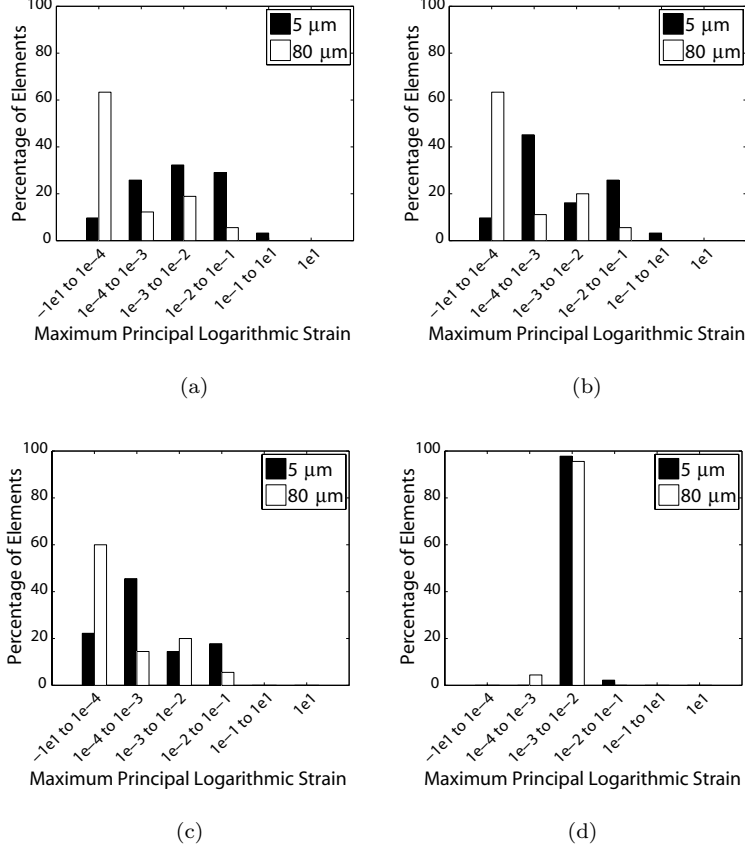 100
80
60
40
20
0
Percentage of Elements
5 μm
80 μm
−1e1 to 1e−4
1e−4 to 1e−3
1e−3 to 1e−2
1e−2 to 1e−1
1e−1 to 1e1
1e1
Maximum Principal Logarithmic Strain
(a)
100
80
60
40
20
0
Percentage of Elements
5 μm
80 μm
−1e1 to 1e−4
1e−4 to 1e−3
1e−3 to 1e−2
1e−2 to 1e−1
1e−1 to 1e1
1e1
Maximum Principal Logarithmic Strain
(b)
100
80
60
40
20
0
Percentage of Elements
5 μm
80 μm
−1e1 to 1e−4
1e−4 to 1e−3
1e−3 to 1e−2
1e−2 to 1e−1
1e−1 to 1e1
1e1
Maximum Principal Logarithmic Strain
(c)
100
80
60
40
20
0
Percentage of Elements
5 μm
80 μm
−1e1 to 1e−4
1e−4 to 1e−3
1e−3 to 1e−2
1e−2 to 1e−1
1e−1 to 1e1
1e1
Maximum Principal Logarithmic Strain
(d)